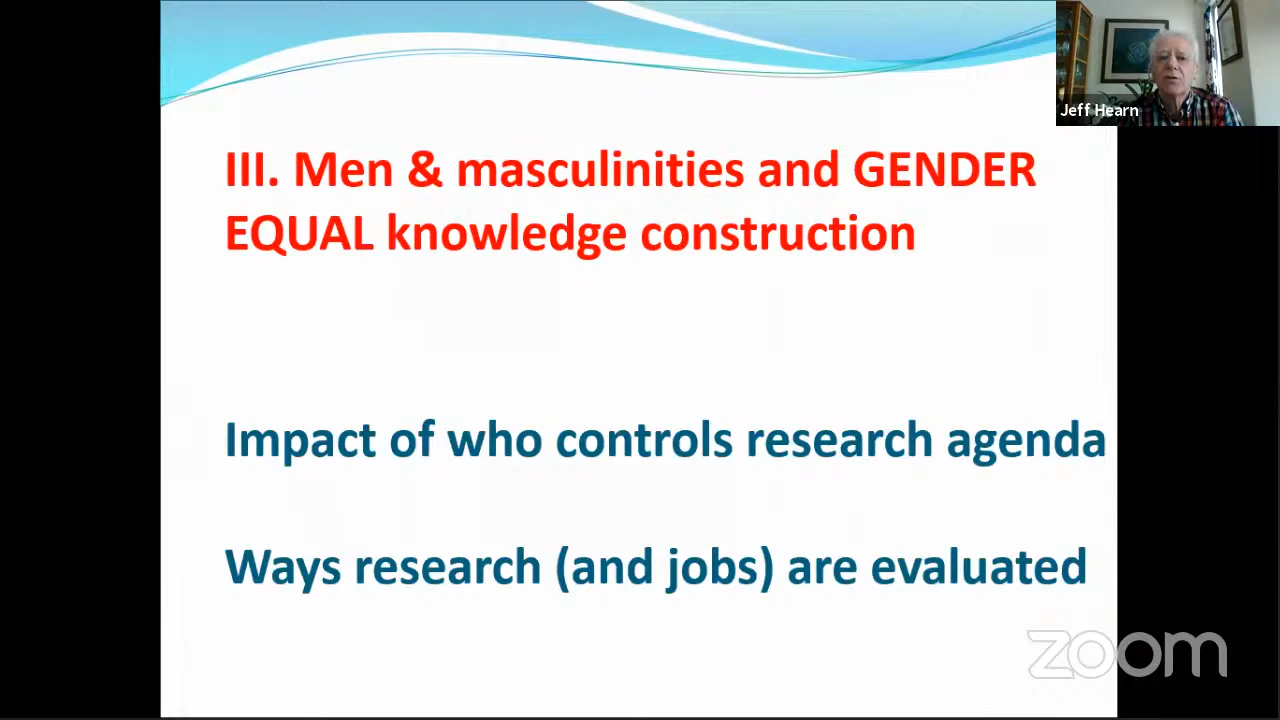 Jeff Hearn
III. Men & masculinities and GENDER
EQUAL knowledge construction
Impact of who controls research agenda
Ways research (and jobs) are evaluated
zoom